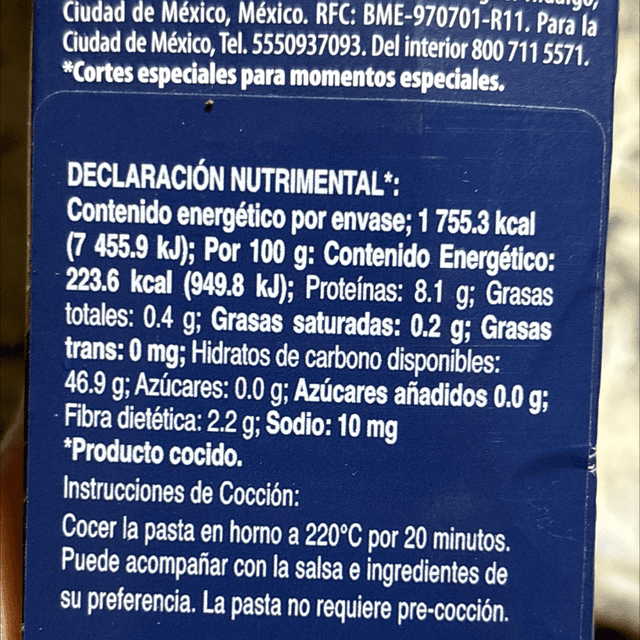 Ciudad de México, México. RFC: BME-970701-R11. Para la
Ciudad de México, Tel. 5550937093. Del interior 800 711 5571.
*Cortes especiales para momentos especiales.
DECLARACIÓN NUTRIMENTAL*:
Contenido energético por envase; 1 755.3 kcal
(7 455.9 kJ); Por 100 g: Contenido Energético:
223.6 kcal (949.8 kJ); Proteínas: 8.1 g; Grasas
totales: 0.4 g; Grasas saturadas: 0.2 g; Grasas
trans: 0 mg; Hidratos de carbono disponibles:
46.9 g; Azúcares: 0.0 g; Azúcares añadidos 0.0 g;
Fibra dietética: 2.2 g; Sodio: 10 mg
*Producto cocido.
Instrucciones de Cocción:
Cocer la pasta en horno a 220°C por 20 minutos.
Puede acompañar con la salsa e ingredientes de
su preferencia. La pasta no requiere pre-cocción.